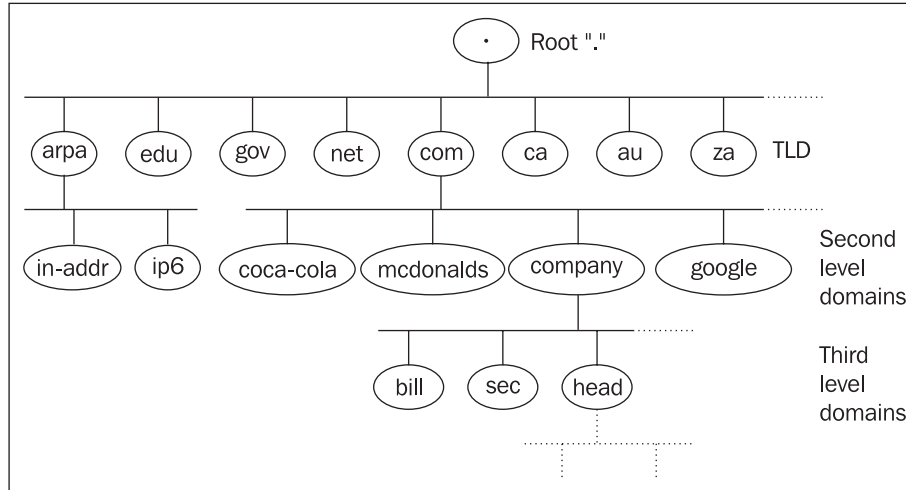 . Root "."
arpa edu gov net com ca au za TLD
in-addr ip6 coca-cola mcdonalds company google Second
level
domains
bill sec head Third
level
domains